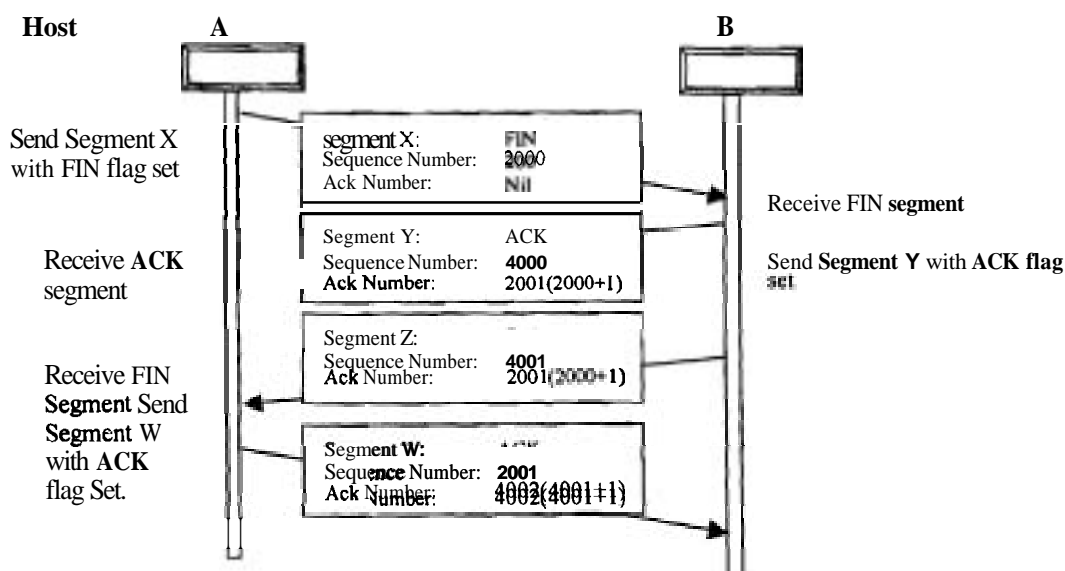 Host A B
Send Segment X
with FIN flag set
segment X: FIN
Sequence Number: 2000
Ack Number: Nil
Receive FIN segment
Segment Y: ACK
Sequence Number: 4000
Ack Number: 2001(2000+1)
Receive ACK
segment
Send Segment Y with ACK flag
set
Segment Z:
Sequence Number: 4001
Ack Number: 2001(2000+1)
Receive FIN
Segment Send
Segment W
with ACK
flag Set.
Segment W:
Sequence Number: 2001
Ack Number: 4002(4001+1)